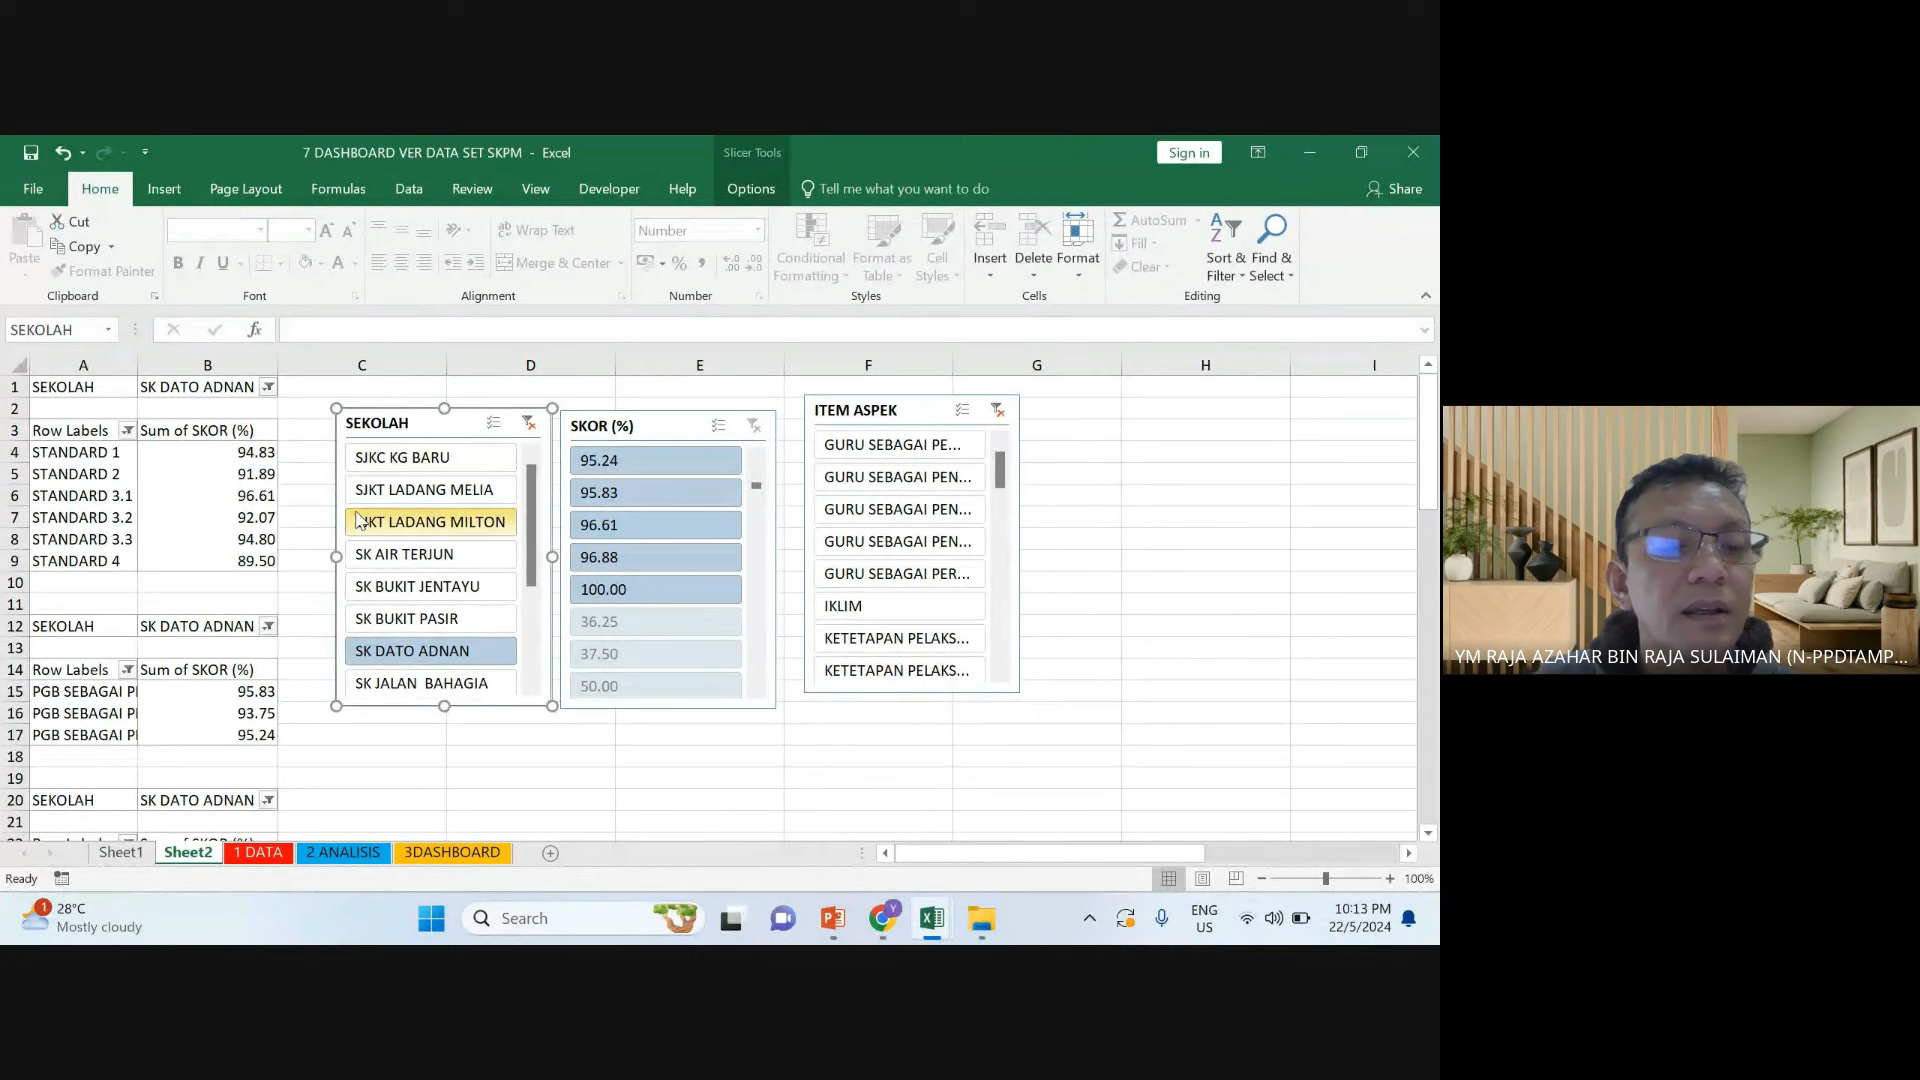 7 DASHBOARD VER DATA SET SKPM - Excel
Slicer Tools
Sign in
File Home Insert Page Layout Formulas Data Review View Developer Help Options Tell me what you want to do Share
Paste
Cut
Copy
Format Painter
Clipboard
B I U
Font
Wrap Text
Merge & Center
Alignment
Number
Number
Conditional Formatting
Format as Table
Cell Styles
Styles
Insert Delete Format
Cells
AutoSum
Fill
Clear
Sort & Filter
Find & Select
Editing
SEKOLAH
fx
A B C D E F G H I
1 SEKOLAH SK DATO ADNAN
2
3 Row Labels Sum of SKOR (%)
4 STANDARD 1 94.83
5 STANDARD 2 91.89
6 STANDARD 3.1 96.61
7 STANDARD 3.2 92.07
8 STANDARD 3.3 94.80
9 STANDARD 4 89.50
10
11
12 SEKOLAH SK DATO ADNAN
13
14 Row Labels Sum of SKOR (%)
15 PGB SEBAGAI 95.83
16 PGB SEBAGAI 93.75
17 PGB SEBAGAI 95.24
18
19
20 SEKOLAH SK DATO ADNAN
21
SEKOLAH
SJKC KG BARU
SJKT LADANG MELIA
LADANG MILTON
SK AIR TERJUN
SK BUKIT JENTAYU
SK BUKIT PASIR
SK DATO ADNAN
SK JALAN BAHAGIA
SKOR (%)
95.24
95.83
96.61
96.88
100.00
36.25
37.50
50.00
ITEM ASPEK
GURU SEBAGAI PE...
GURU SEBAGAI PEN...
GURU SEBAGAI PEN...
GURU SEBAGAI PEN...
GURU SEBAGAI PER...
IKLIM
KETETAPAN PELAKS...
KETETAPAN PELAKS...
Sheet1 Sheet2 1 DATA 2 ANALISIS 3DASHBOARD
Ready
100%
1
28°C
Mostly cloudy
Search
ENG
US
10:13 PM
22/5/2024
YM RAJA AZAHAR BIN RAJA SULAIMAN (N-PPDTAMP...